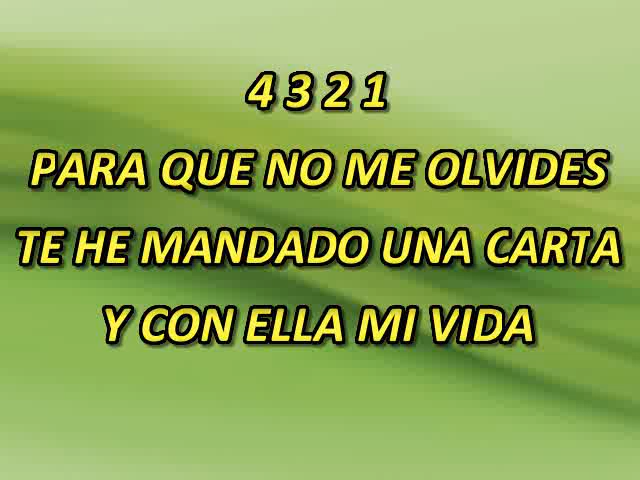 4 3 2 1
PARA QUE NO ME OLVIDES
TE HE MANDADO UNA CARTA
Y CON ELLA MI VIDA